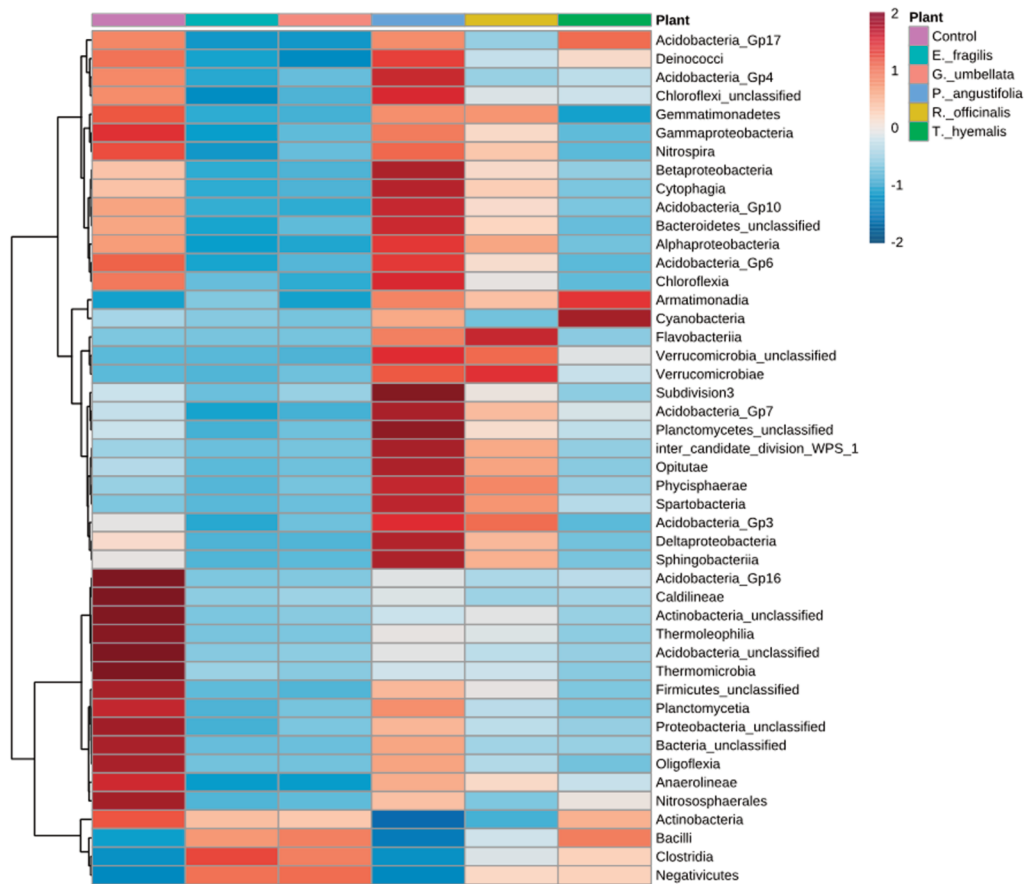 Plant
Acidobacteria_Gp17
Deinococci
Acidobacteria_Gp4
Chloroflexi_unclassified
Gemmatimonadetes
Gammaproteobacteria
Nitrospira
Betaproteobacteria
Cytophagia
Acidobacteria_Gp10
Bacteroidetes_unclassified
Alphaproteobacteria
Acidobacteria_Gp6
Chloroflexia
Armatimonadia
Cyanobacteria
Flavobacteriia
Verrucomicrobia_unclassified
Verrucomicrobiae
Subdivision3
Acidobacteria_Gp7
Planctomycetes_unclassified
inter_candidate_division_WPS_1
Opitutae
Phycisphaerae
Spartobacteria
Acidobacteria_Gp3
Deltaproteobacteria
Sphingobacteriia
Acidobacteria_Gp16
Caldilineae
Actinobacteria_unclassified
Thermoleophilia
Acidobacteria_unclassified
Thermomicrobia
Firmicutes_unclassified
Planctomycetia
Proteobacteria_unclassified
Bacteria_unclassified
Oligoflexia
Anaerolineae
Nitrososphaerales
Actinobacteria
Bacilli
Clostridia
Negativicutes
2
1
0
-1
-2
Plant
Control
E._fragilis
G._umbellata
P._angustifolia
R._officinalis
T._hyemalis